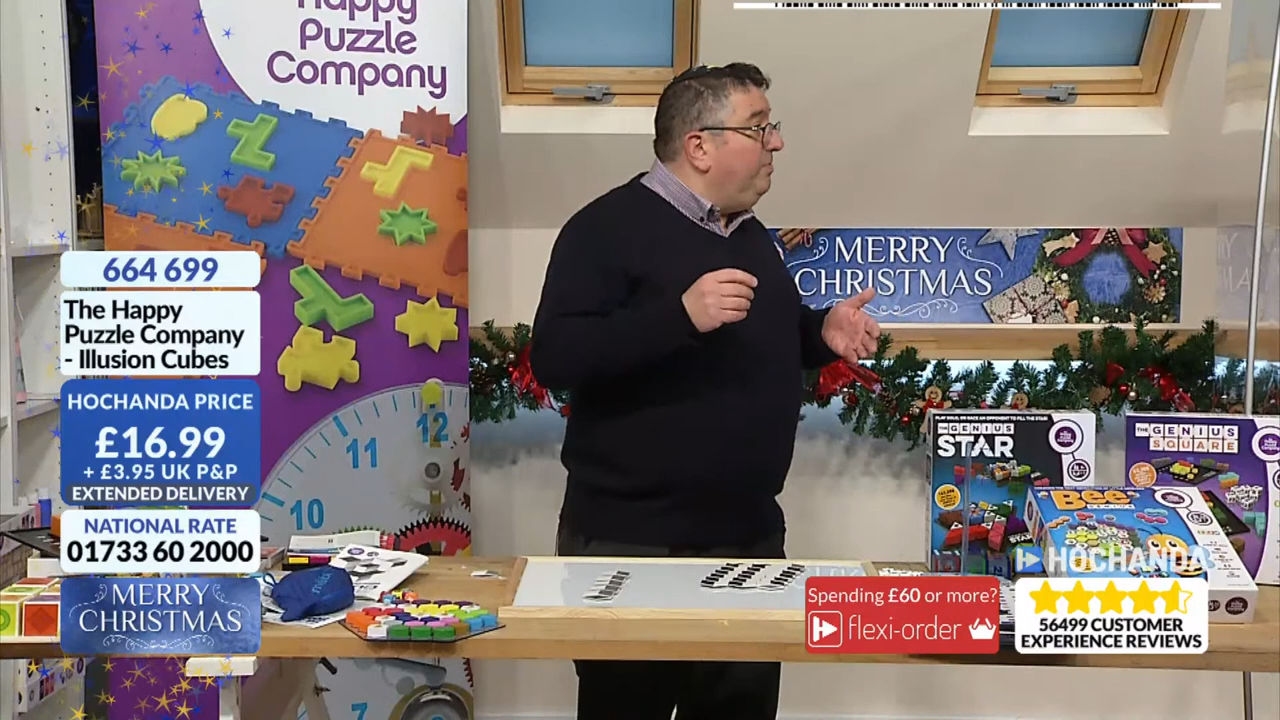 Happy
Puzzle
Company
664 699
The Happy
Puzzle Company
- Illusion Cubes
HOCHANDA PRICE
£16.99
+ £3.95 UK P&P
EXTENDED DELIVERY
NATIONAL RATE
01733 60 2000
MERRY
CHRISTMAS
MERRY
CHRISTMAS
11
12
10
7
THE GENIUS
STAR
THE GENIUS
SQUARE
Bee
GENIUS
HOCHANDA
Spending £60 or more?
flexi-order
56499 CUSTOMER
EXPERIENCE REVIEWS